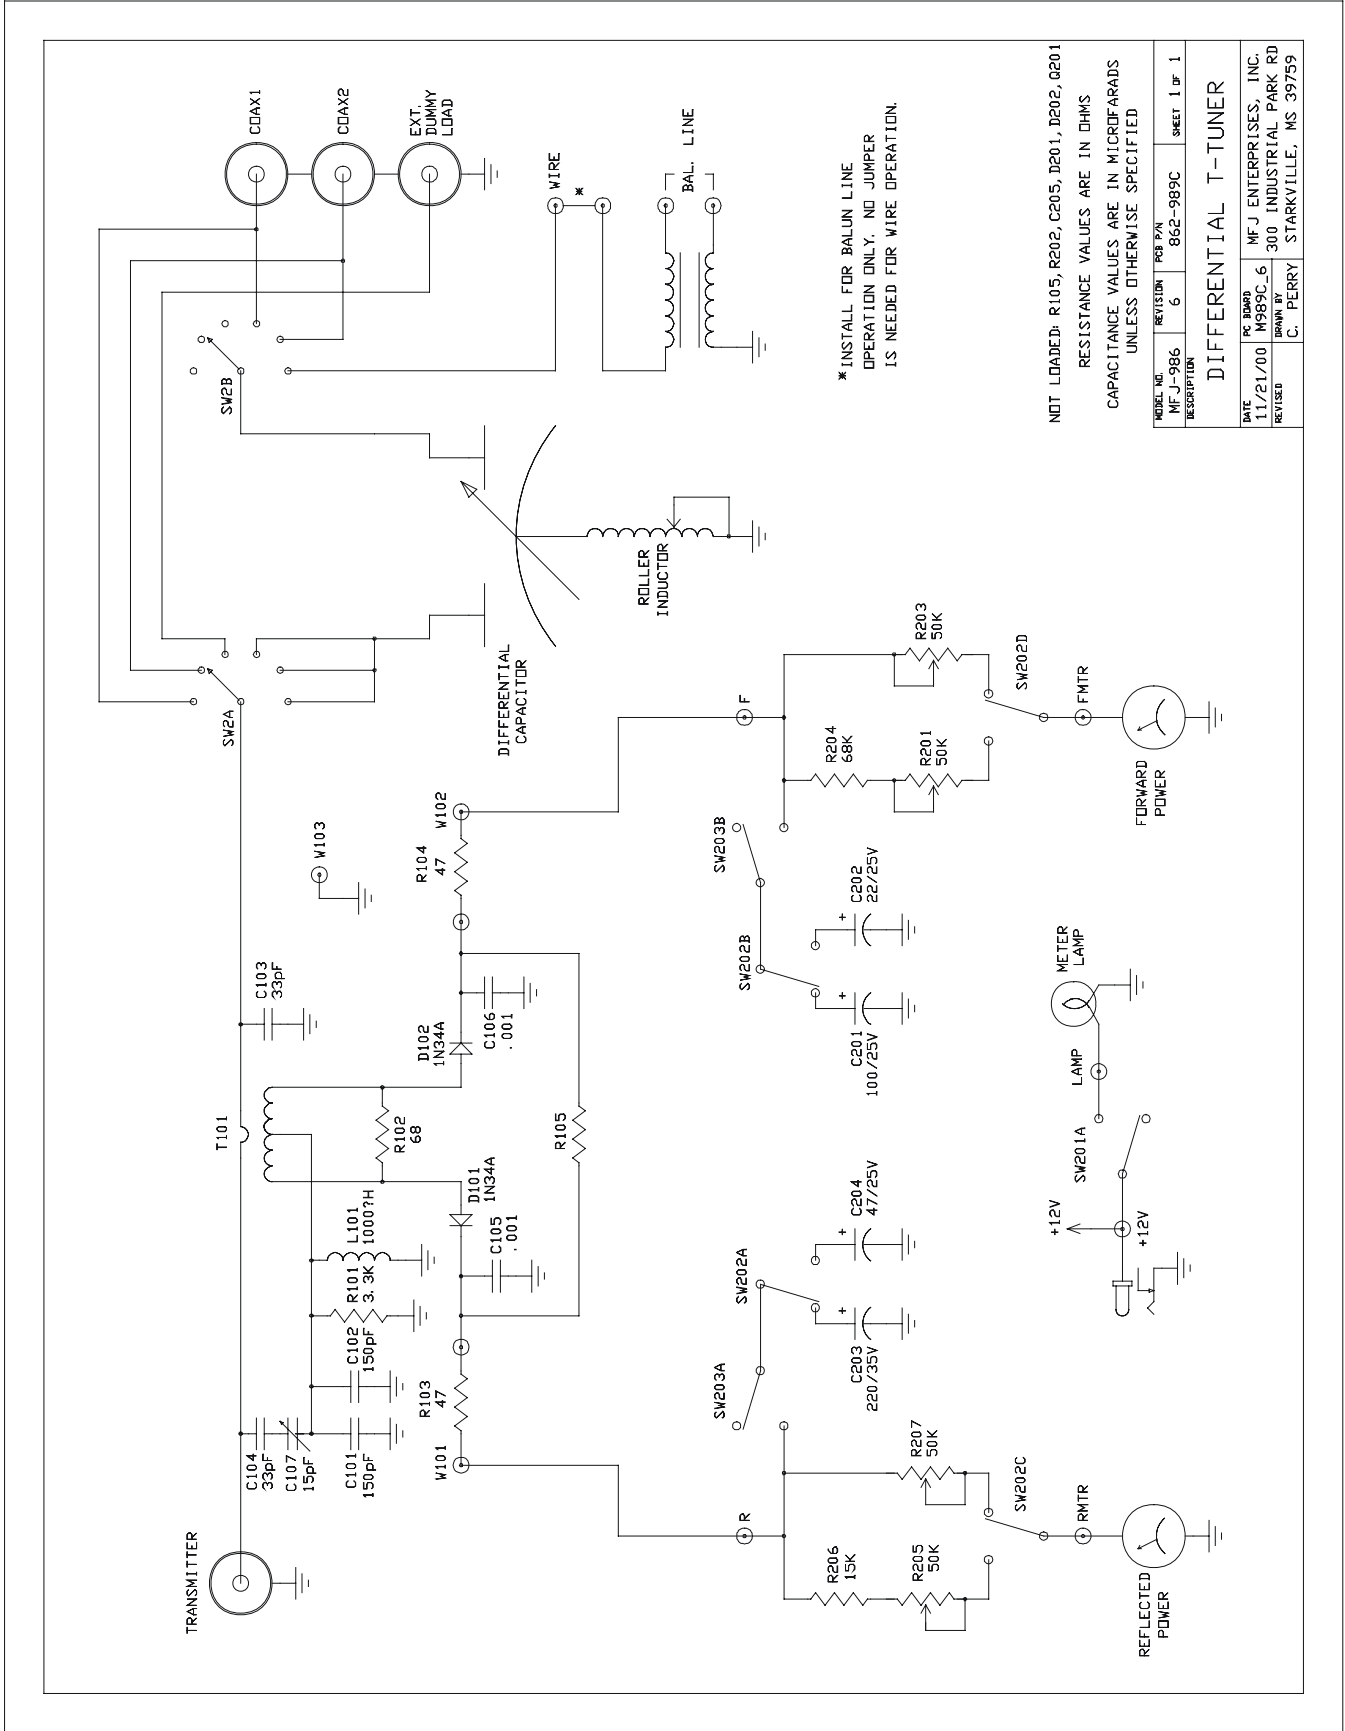 TRANSMITTER
C104
33pF
C107
15pF
C101
150pF
C102
150pF
R101
3.3K
L101
1000?H
T101
C103
33pF
W103
SW2A
SW2B
COAX1
COAX2
EXT.
DUMMY
LOAD
WIRE
*
BAL. LINE
R102
68
D101
1N34A
D102
1N34A
C105
.001
C106
.001
R105
R103
47
W101
R104
47
W102
DIFFERENTIAL
CAPACITOR
ROLLER
INDUCTOR
*INSTALL FOR BALUN LINE
OPERATION ONLY. NO JUMPER
IS NEEDED FOR WIRE OPERATION.
R
SW203A
SW202A
C203
220/35V
C204
47/25V
SW202B
SW203B
C201
100/25V
C202
22/25V
F
R206
15K
R205
50K
R207
50K
SW202C
RMTR
REFLECTED
POWER
R204
68K
R201
50K
R203
50K
SW202D
FMTR
FORWARD
POWER
+12V
+12V
SW201A
LAMP
METER
LAMP
NOT LOADED: R105, R202, C205, D201, D202, Q201
RESISTANCE VALUES ARE IN OHMS
CAPACITANCE VALUES ARE IN MICROFARADS
UNLESS OTHERWISE SPECIFIED
MODEL NO. REVISION PCB P/N
MFJ-986 6 862-989C SHEET 1 OF 1
DESCRIPTION
DIFFERENTIAL T-TUNER
DATE PC BOARD
11/21/00 M989C_6
REVISED DRAWN BY
C. PERRY
MFJ ENTERPRISES, INC.
300 INDUSTRIAL PARK RD
STARKVILLE, MS 39759